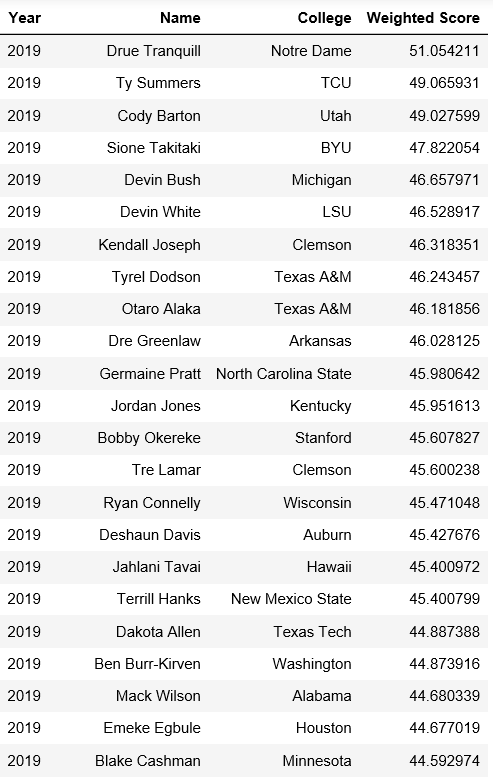 Year Name College Weighted Score
2019 Drue Tranquill Notre Dame 51.054211
2019 Ty Summers TCU 49.065931
2019 Cody Barton Utah 49.027599
2019 Sione Takitaki BYU 47.822054
2019 Devin Bush Michigan 46.657971
2019 Devin White LSU 46.528917
2019 Kendall Joseph Clemson 46.318351
2019 Tyrel Dodson Texas A&M 46.243457
2019 Otaro Alaka Texas A&M 46.181856
2019 Dre Greenlaw Arkansas 46.028125
2019 Germaine Pratt North Carolina State 45.980642
2019 Jordan Jones Kentucky 45.951613
2019 Bobby Okereke Stanford 45.607827
2019 Tre Lamar Clemson 45.600238
2019 Ryan Connelly Wisconsin 45.471048
2019 Deshaun Davis Auburn 45.427676
2019 Jahlani Tavai Hawaii 45.400972
2019 Terrill Hanks New Mexico State 45.400799
2019 Dakota Allen Texas Tech 44.887388
2019 Ben Burr-Kirven Washington 44.873916
2019 Mack Wilson Alabama 44.680339
2019 Emeke Egbule Houston 44.677019
2019 Blake Cashman Minnesota 44.592974